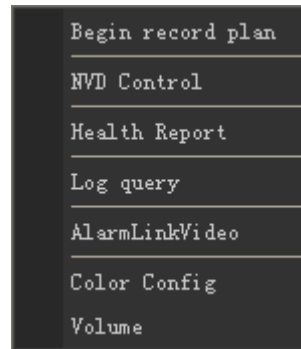 Begin record plan
NVD Control
Health Report
Log query
AlarmLinkVideo
Color Config
Volume